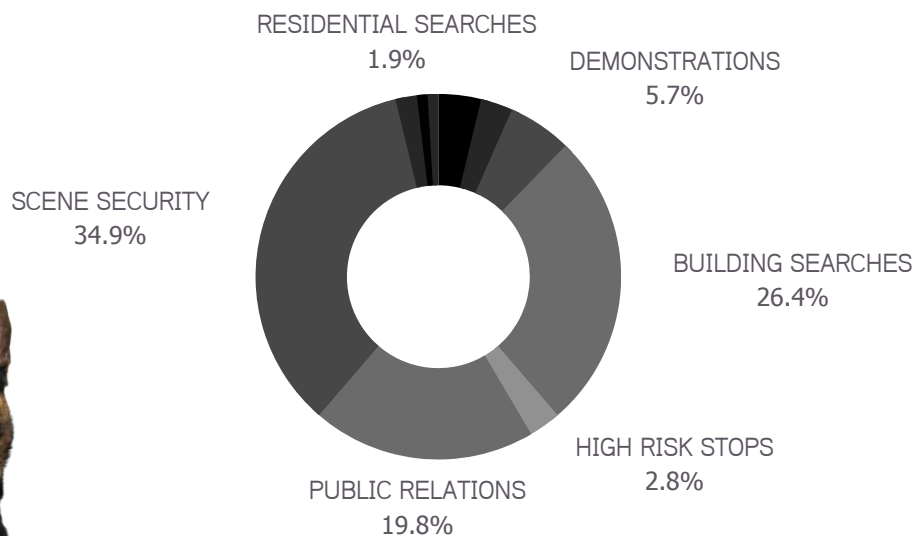 RESIDENTIAL SEARCHES
1.9%
DEMONSTRATIONS
5.7%
SCENE SECURITY
34.9%
BUILDING SEARCHES
26.4%
HIGH RISK STOPS
2.8%
PUBLIC RELATIONS
19.8%